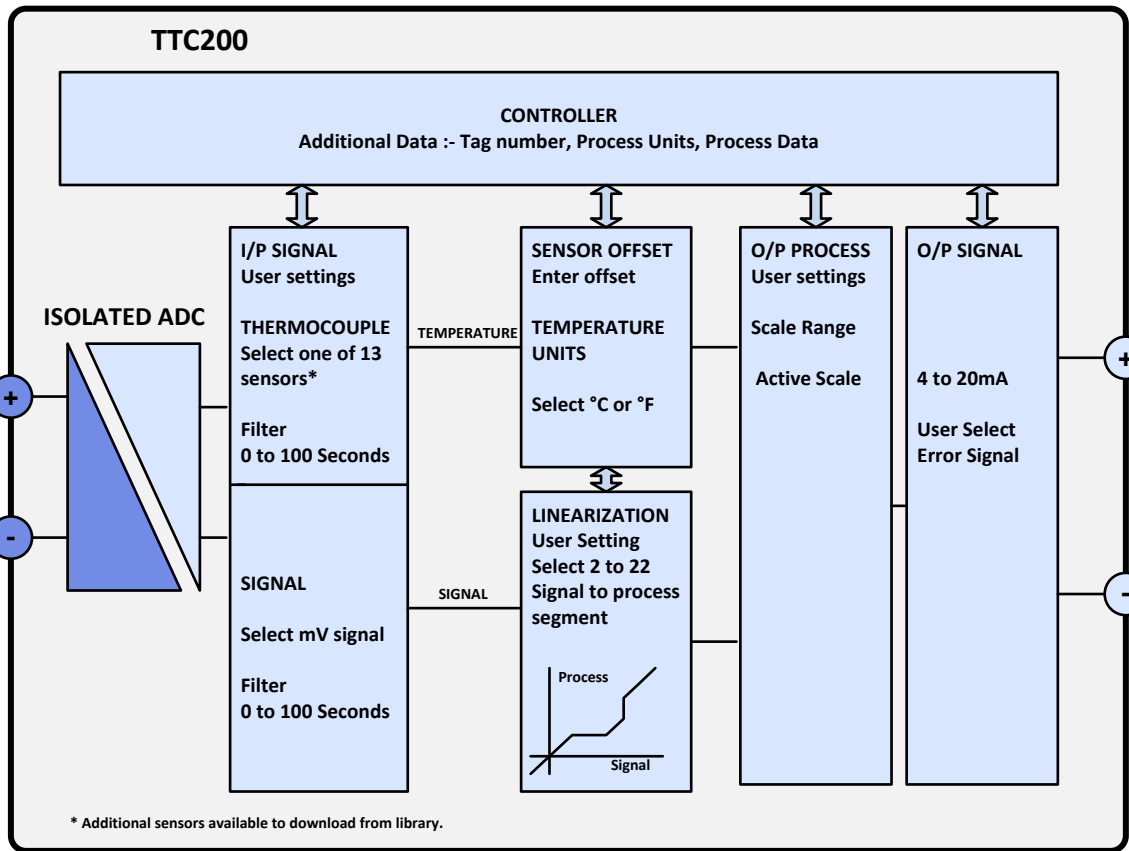 TTC200
CONTROLLER
Additional Data :- Tag number, Process Units, Process Data
ISOLATED ADC
+
-
I/P SIGNAL
User settings
THERMOCOUPLE
Select one of 13
sensors*
Filter
0 to 100 Seconds
SIGNAL
Select mV signal
Filter
0 to 100 Seconds
TEMPERATURE
SIGNAL
SENSOR OFFSET
Enter offset
TEMPERATURE
UNITS
Select °C or °F
LINEARIZATION
User Setting
Select 2 to 22
Signal to process
segment
Process
Signal
O/P PROCESS
User settings
Scale Range
Active Scale
O/P SIGNAL
4 to 20mA
User Select
Error Signal
+
-
* Additional sensors available to download from library.